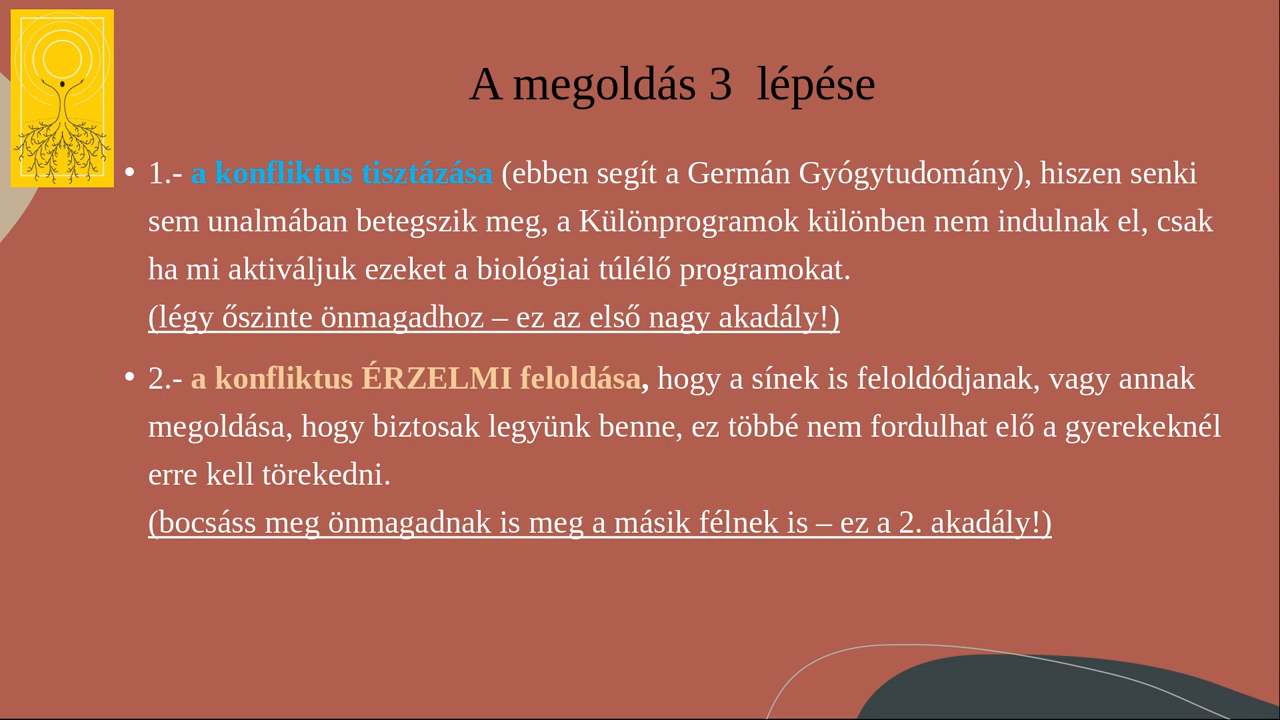 A megoldás 3  lépése
• 1.- a konfliktus tisztázása (ebben segít a Germán Gyógytudomány), hiszen senki
sem unalmában betegszik meg, a Különprogramok különben nem indulnak el, csak
ha mi aktiváljuk ezeket a biológiai túlélő programokat.
(légy őszinte önmagadhoz – ez az első nagy akadály!)
• 2.- a konfliktus ÉRZELMI feloldása, hogy a sínek is feloldódjanak, vagy annak
megoldása, hogy biztosak legyünk benne, ez többé nem fordulhat elő a gyerekeknél
erre kell törekedni.
(bocsáss meg önmagadnak is meg a másik félnek is – ez a 2. akadály!)